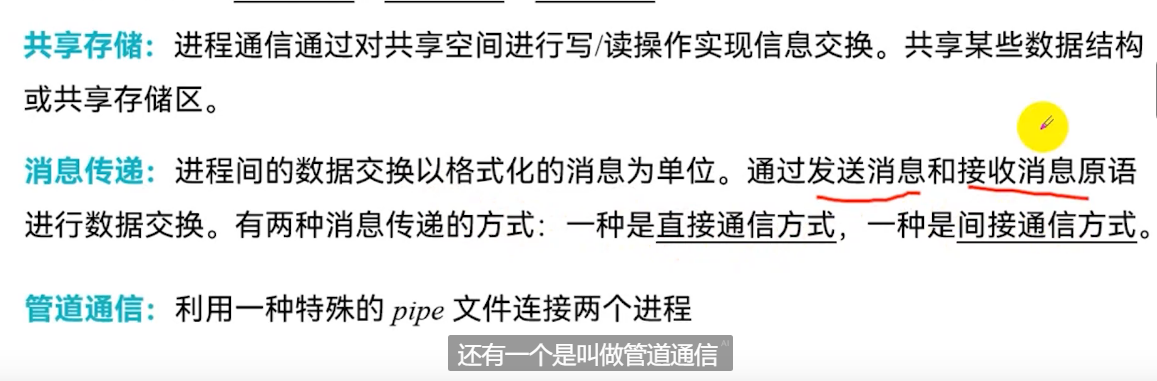 共享存储：进程通信通过对共享空间进行写/读操作实现信息交换。共享某些数据结构
或共享存储区。
消息传递：进程间的数据交换以格式化的消息为单位。通过发送消息和接收消息原语
进行数据交换。有两种消息传递的方式：一种是直接通信方式，一种是间接通信方式。
管道通信：利用一种特殊的 pipe 文件连接两个进程
还有一个是叫做管道通信 AI